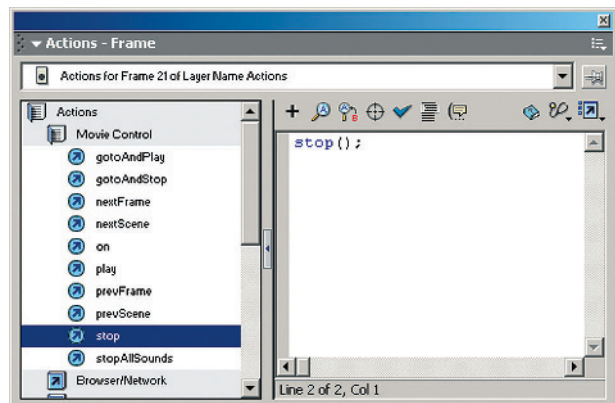 Actions - Frame
Actions for Frame 21 of Layer Name Actions
Actions
Movie Control
gotoAndPlay
gotoAndStop
nextFrame
nextScene
on
play
prevFrame
prevScene
stop
stopAllSounds
Browser/Network
stop();
Line 2 of 2, Col 1